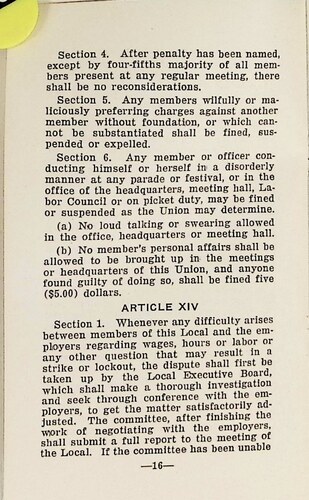 Section 4. After penalty has been named,
except by four-fifths majority of all mem-
bers present at any regular meeting, there
shall be no reconsiderations.
Section 5. Any members wilfully or ma-
liciously preferring charges against another
member without foundation, or which can-
not be substantiated shall be fined, sus-
pended or expelled.
Section 6. Any member or officer con-
ducting himself or herself in a disorderly
manner at any parade or festival, or in the
office of the headquarters, meeting hall, La-
bor Council or on picket duty, may be fined
or suspended as the Union may determine.
(a) No loud talking or swearing allowed
in the office, headquarters or meeting hall.
(b) No member's personal affairs shall be
allowed to be brought up in the meetings
or headquarters of this Union, and anyone
found guilty of doing so, shall be fined five
($5.00) dollars.
ARTICLE XIV
Section 1. Whenever any difficulty arises
between members of this Local and the em-
ployers regarding wages, hours or labor or
any other question that may result in a
strike or lockout, the dispute shall first be
taken up by the Local Executive Board,
which shall make a thorough investigation
and seek through conference with the em-
ployers, to get the matter satisfactorily ad-
justed. The committee, after finishing the
work of negotiating with the employers,
shall submit a full report to the meeting of
the Local. If the committee has been unable
—16—